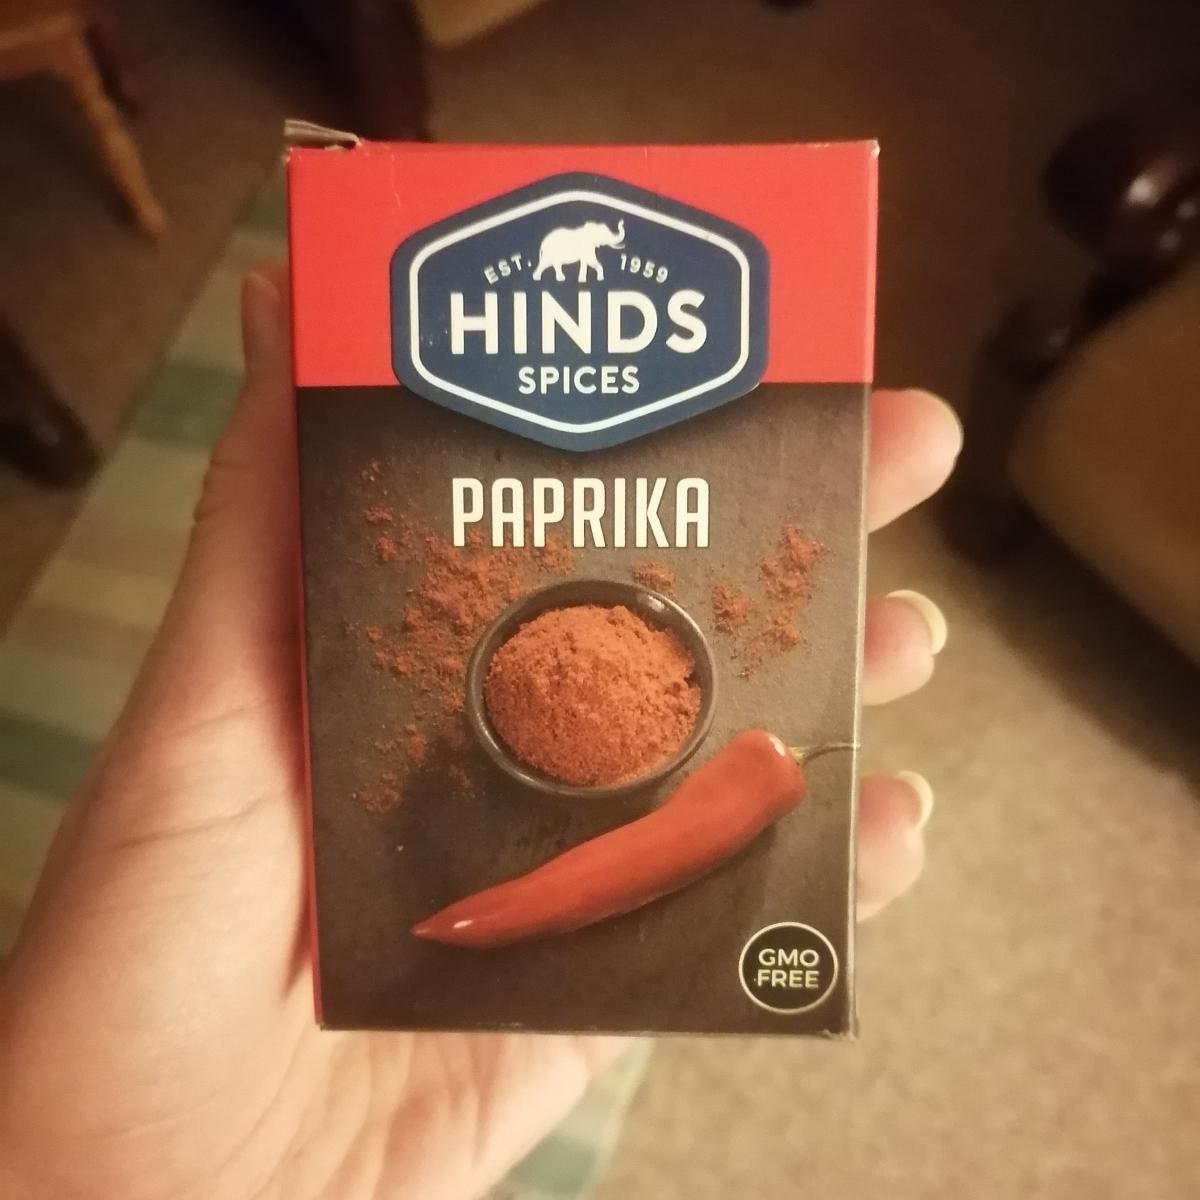 EST. 1959
HINDS
SPICES
PAPRIKA
GMO
FREE